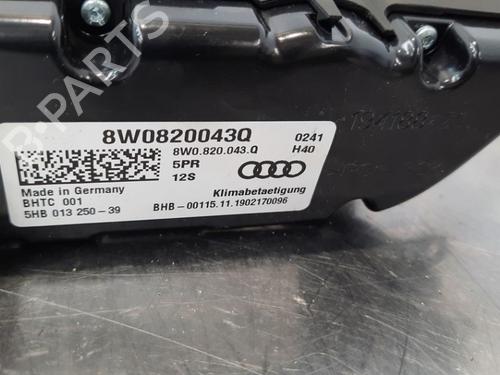 8W0820043Q
0241
8W0.820.043.Q
H40
5PR
12S
Made in Germany
Klimabetaetigung
BHTC 001
5HB 013 250-39
BHB-00115.11.1902170096
B-PARTS